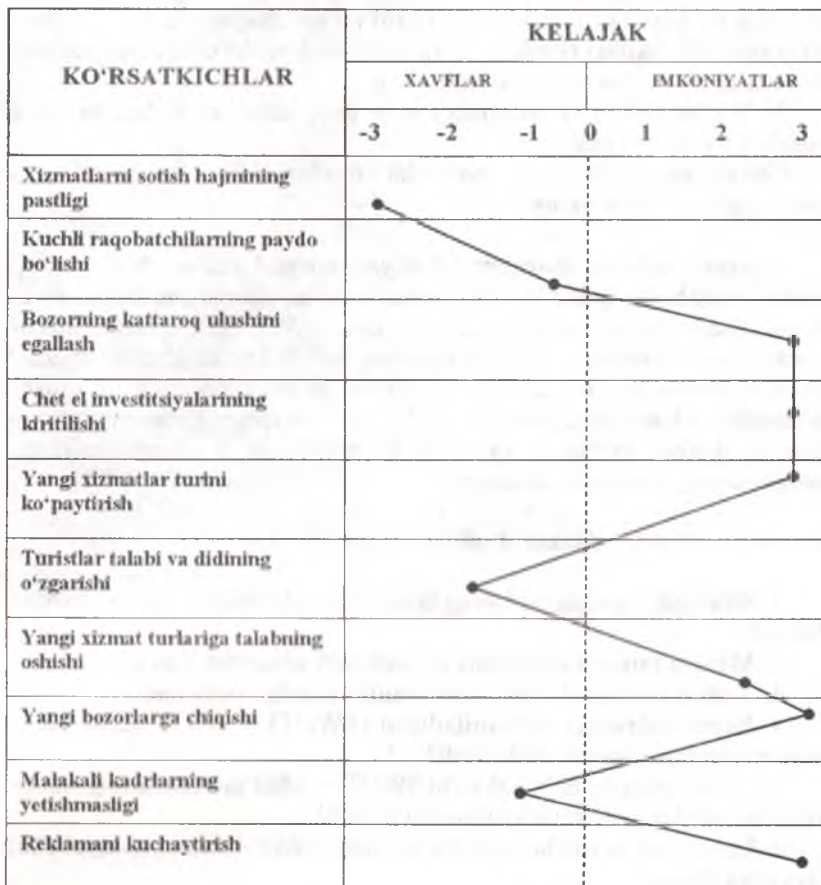 KELAJAK
KO‘RSATKICHLAR
XAVFLAR
IMKONIYATLAR
-3 -2 -1 0 1 2 3
Xizmatlarni sotish hajmining
pastligi
Kuchli raqobatchilarning paydo
bo‘lishi
Bozorning kattaroq ulushini
egallash
Chet el investitsiyalarining
kiritilishi
Yangi xizmatlar turini
ko‘paytirish
Turistlar talabi va didining
o‘zgarishi
Yangi xizmat turlariga talabning
oshishi
Yangi bozorlarga chiqishi
Malakali kadrlarning
yetishmasligi
Reklamani kuchaytirish